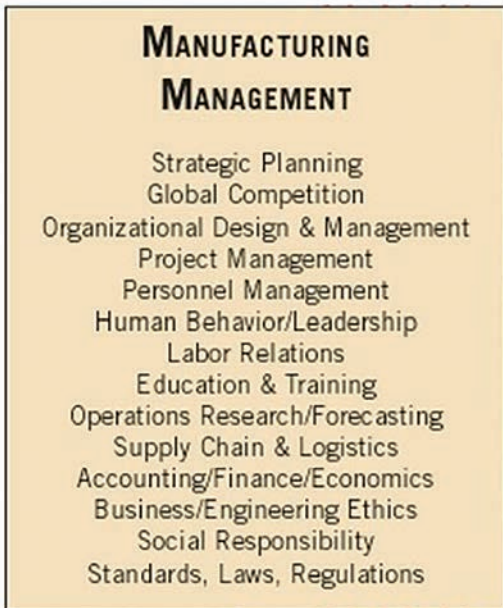 MANUFACTURING
MANAGEMENT
Strategic Planning
Global Competition
Organizational Design & Management
Project Management
Personnel Management
Human Behavior/Leadership
Labor Relations
Education & Training
Operations Research/Forecasting
Supply Chain & Logistics
Accounting/Finance/Economics
Business/Engineering Ethics
Social Responsibility
Standards, Laws, Regulations